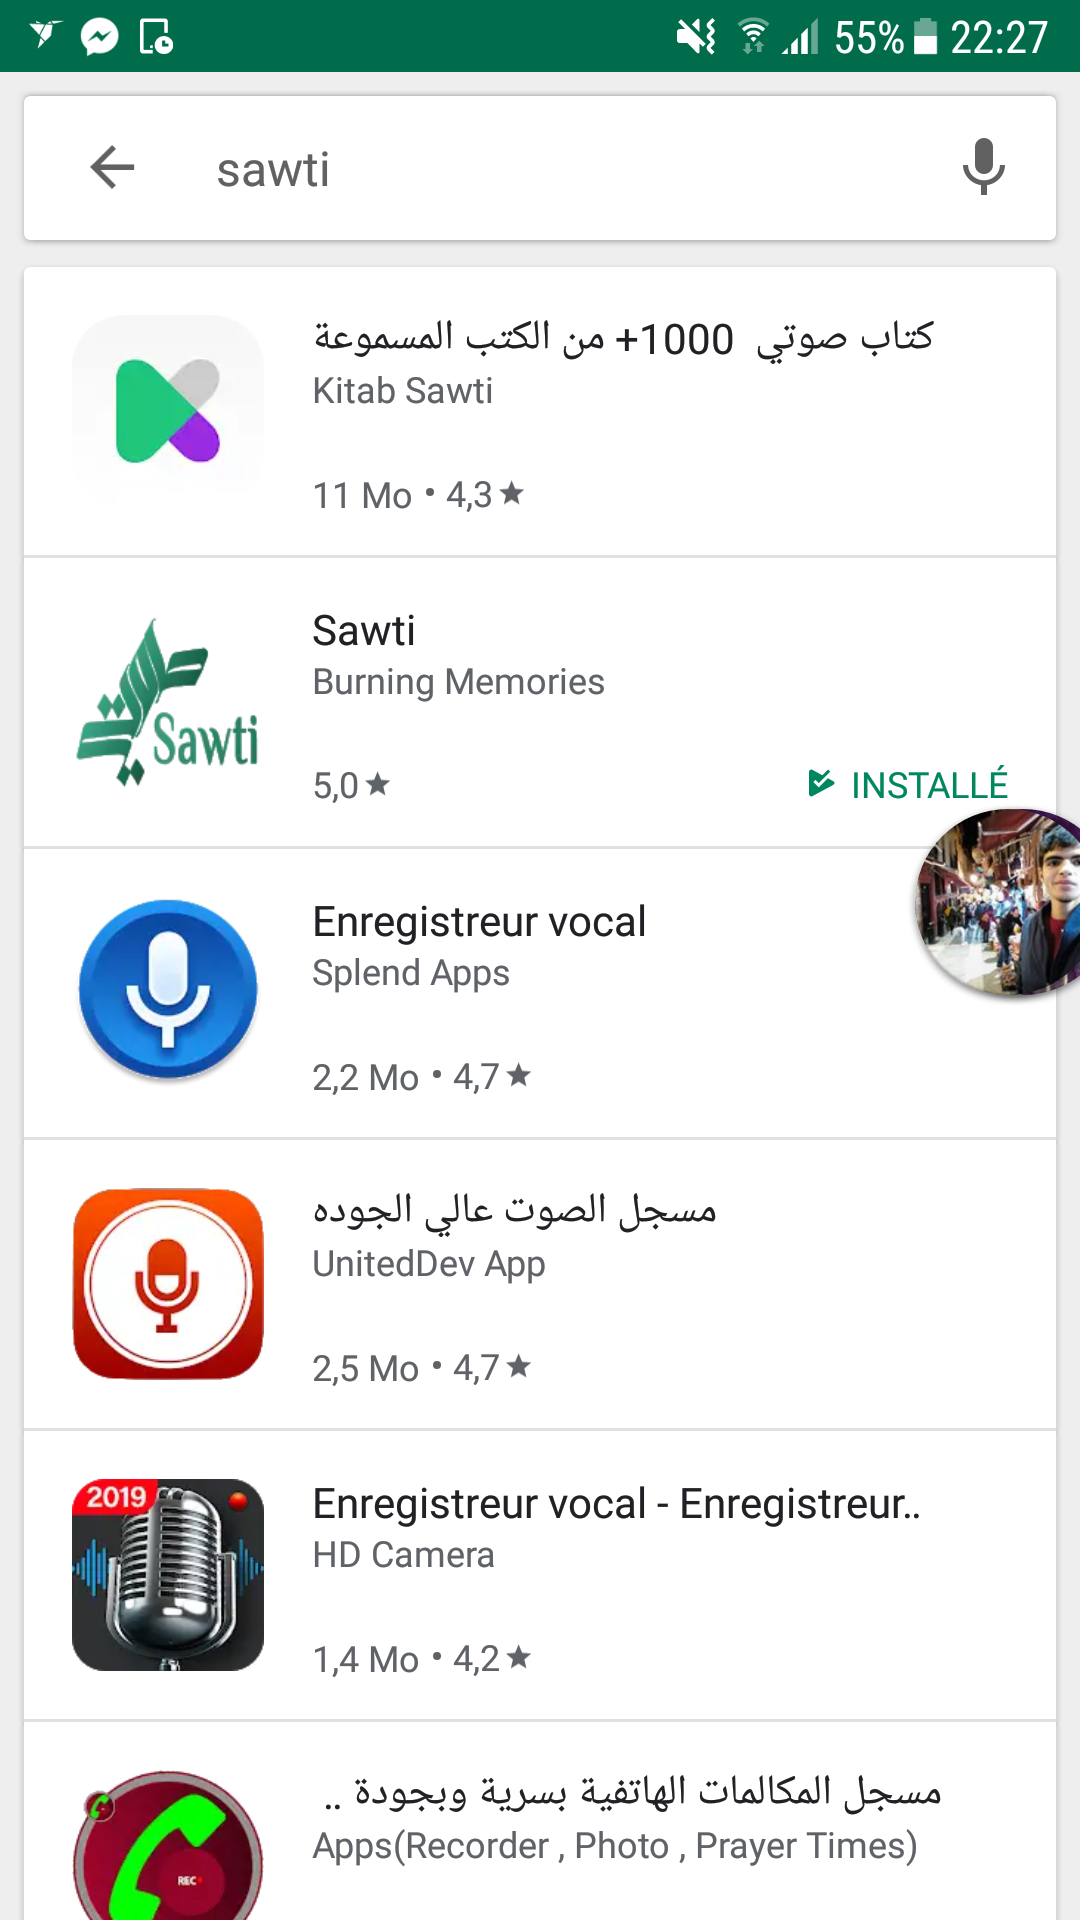 55% 22:27
sawti
كتاب صوتي 1000+ من الكتب المسموعة
Kitab Sawti
11 Mo • 4,3★
Sawti
Burning Memories
صوتي
Sawti
5,0★ INSTALLÉ
Enregistreur vocal
Splend Apps
2,2 Mo • 4,7★
مسجل الصوت عالي الجوده
UnitedDev App
2,5 Mo • 4,7★
2019
Enregistreur vocal - Enregistreur..
HD Camera
1,4 Mo • 4,2★
مسجل المكالمات الهاتفية بسرية وبجودة ..
Apps(Recorder , Photo , Prayer Times)
REC